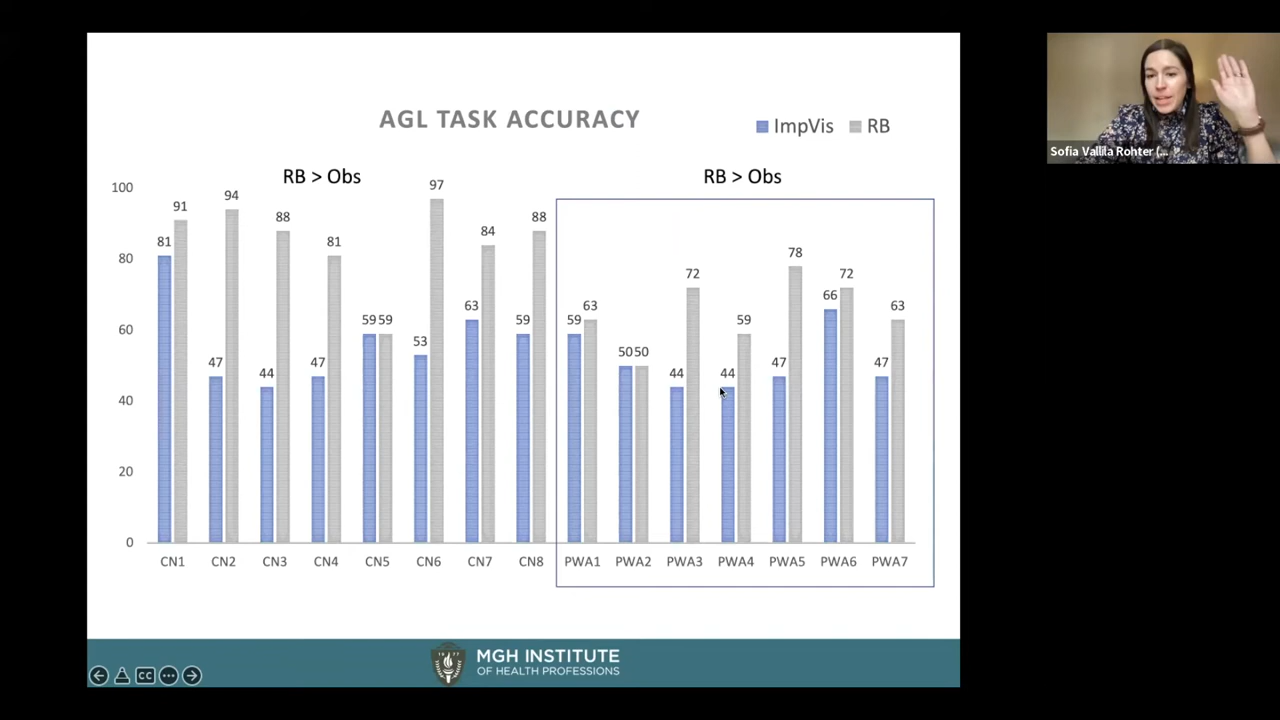 AGL TASK ACCURACY
ImpVis RB
RB > Obs
RB > Obs
100
80
60
40
20
0
81 91
47 94
44 88
47 81
59 59
53 97
63 84
59 88
59 63
50 50
44 72
44 59
47 78
66 72
47 63
CN1 CN2 CN3 CN4 CN5 CN6 CN7 CN8 PWA1 PWA2 PWA3 PWA4 PWA5 PWA6 PWA7
MGH INSTITUTE
OF HEALTH PROFESSIONS
CC
Sofia Vallila Rohter (...